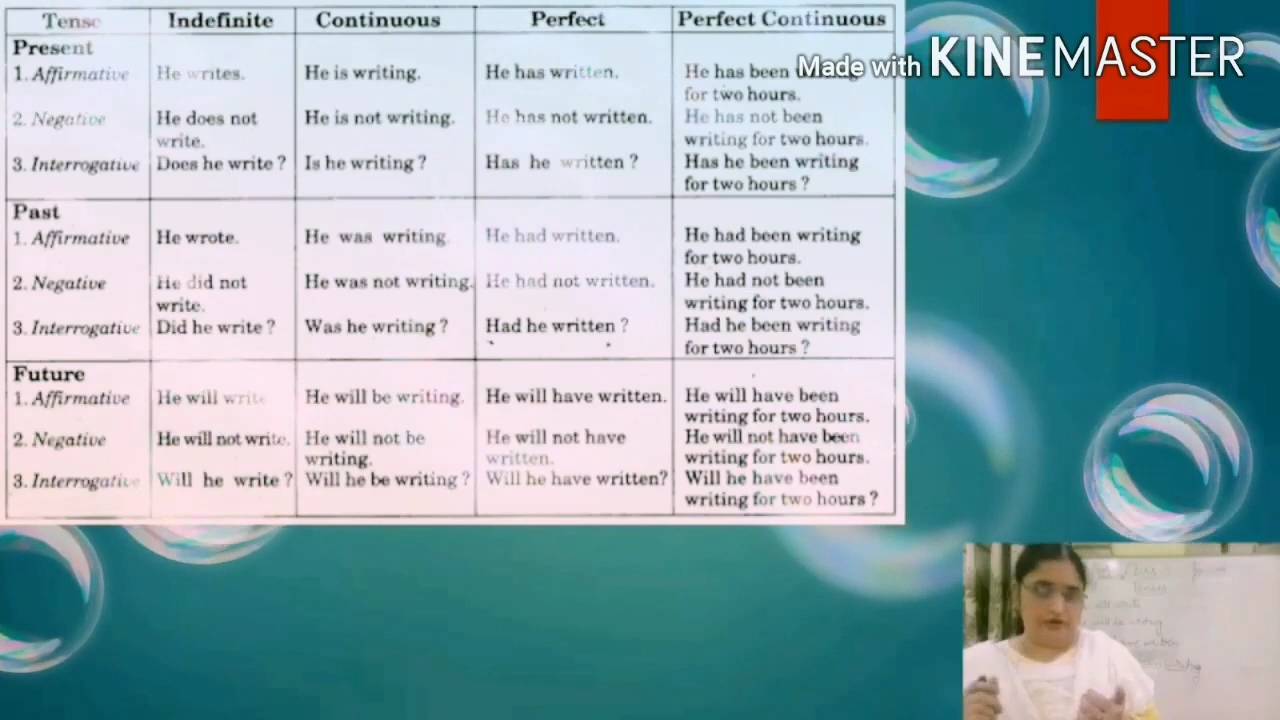 Tense Indefinite Continuous Perfect Perfect Continuous
Present
1. Affirmative He writes. He is writing. He has written. He has been
for two hours.
2. Negative He does not He is not writing. He has not written. He has not been
write. writing for two hours.
3. Interrogative Does he write ? Is he writing ? Has he written ? Has he been writing
for two hours ?
Past
1. Affirmative He wrote. He was writing. He had written. He had been writing
for two hours.
2. Negative He did not He was not writing. He had not written. He had not been
write. writing for two hours.
3. Interrogative Did he write ? Was he writing ? Had he written ? Had he been writing
for two hours ?
Future
1. Affirmative He will write He will be writing. He will have written. He will have been
writing for two hours.
2. Negative He will not write. He will not be He will not have He will not have been
writing. written. writing for two hours.
3. Interrogative Will he write ? Will he be writing ? Will he have written? Will he have been
writing for two hours ?
Made with KINEMASTER
Tenses